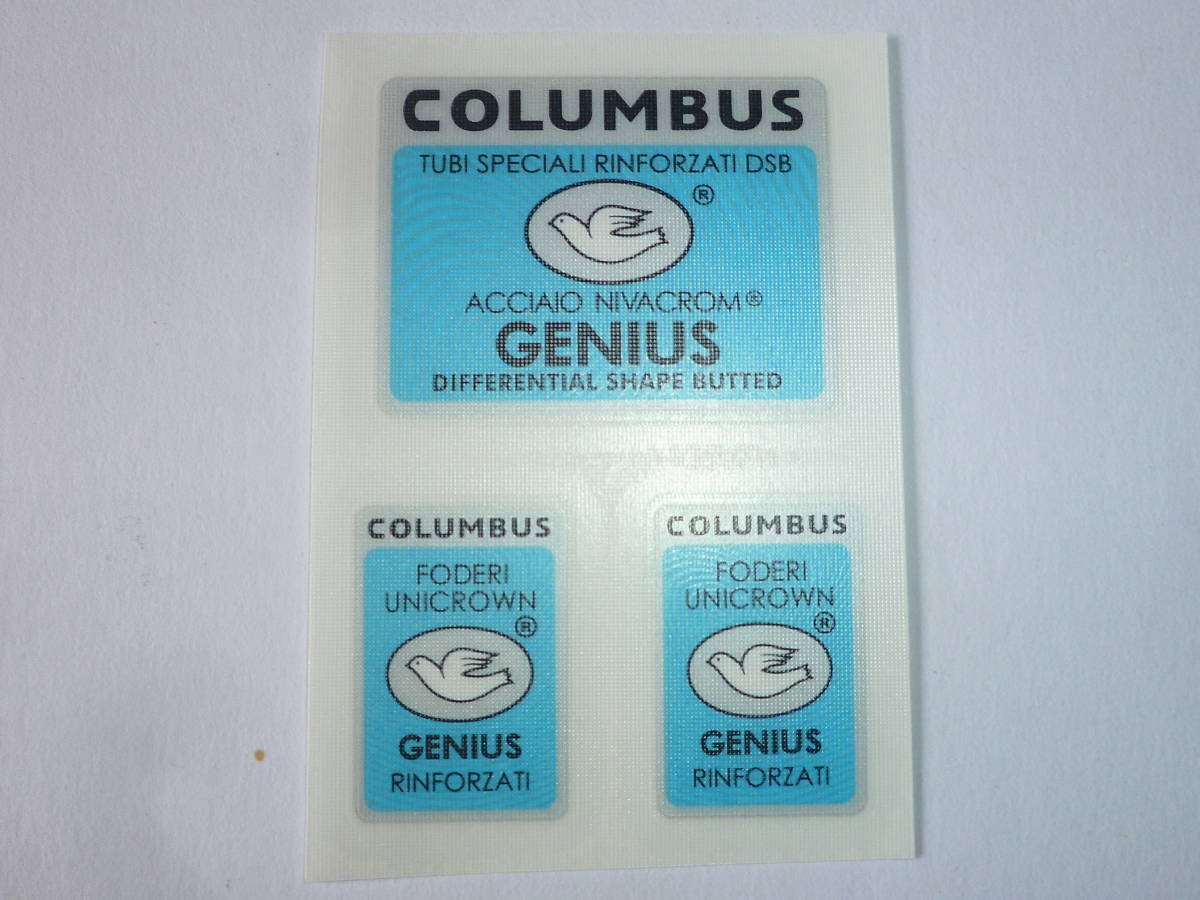 COLUMBUS
TUBI SPECIALI RINFORZATI DSB
®
ACCIAIO NIVACROM®
GENIUS
DIFFERENTIAL SHAPE BUTTED
COLUMBUS
FODERI
UNICROWN
®
GENIUS
RINFORZATI
COLUMBUS
FODERI
UNICROWN
®
GENIUS
RINFORZATI